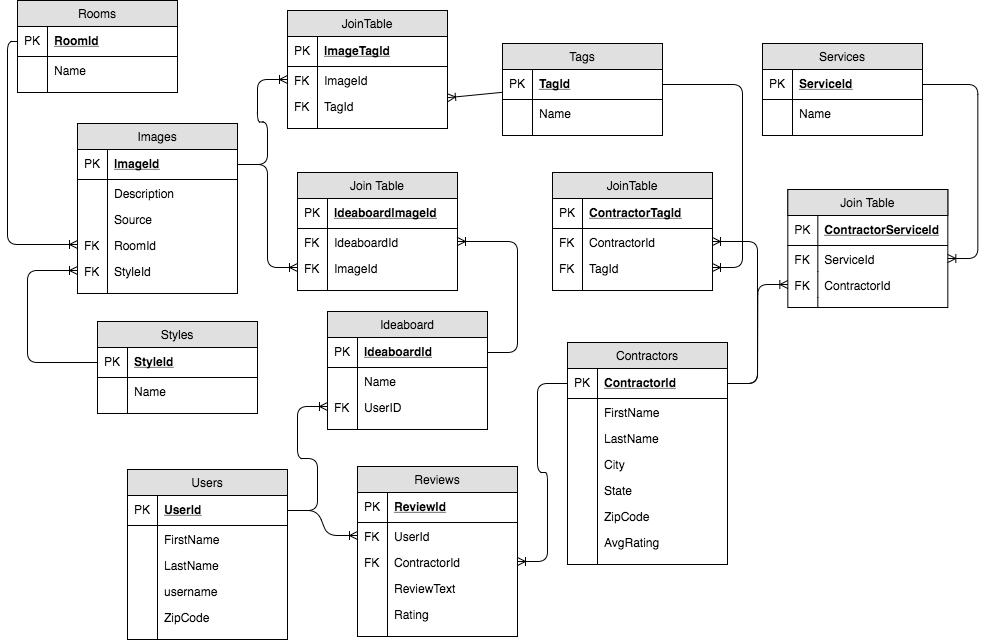 Rooms
PK RoomId
Name
JoinTable
PK ImageTagId
FK ImageId
FK TagId
Tags
PK TagId
Name
Services
PK ServiceId
Name
Images
PK ImageId
Description
Source
FK RoomId
FK StyleId
Join Table
PK IdeaboardImageId
FK IdeaboardId
FK ImageId
JoinTable
PK ContractorTagId
FK ContractorId
FK TagId
Join Table
PK ContractorServiceId
FK ServiceId
FK ContractorId
Styles
PK StyleId
Name
Ideaboard
PK IdeaboardId
Name
FK UserID
Contractors
PK ContractorId
FirstName
LastName
City
State
ZipCode
AvgRating
Users
PK UserId
FirstName
LastName
username
ZipCode
Reviews
PK ReviewId
FK UserId
FK ContractorId
ReviewText
Rating